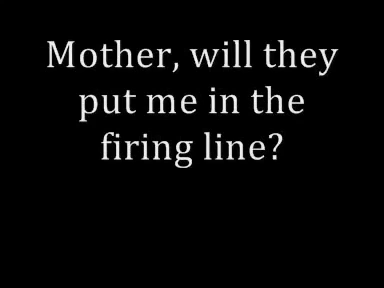 Mother, will they
put me in the
firing line?